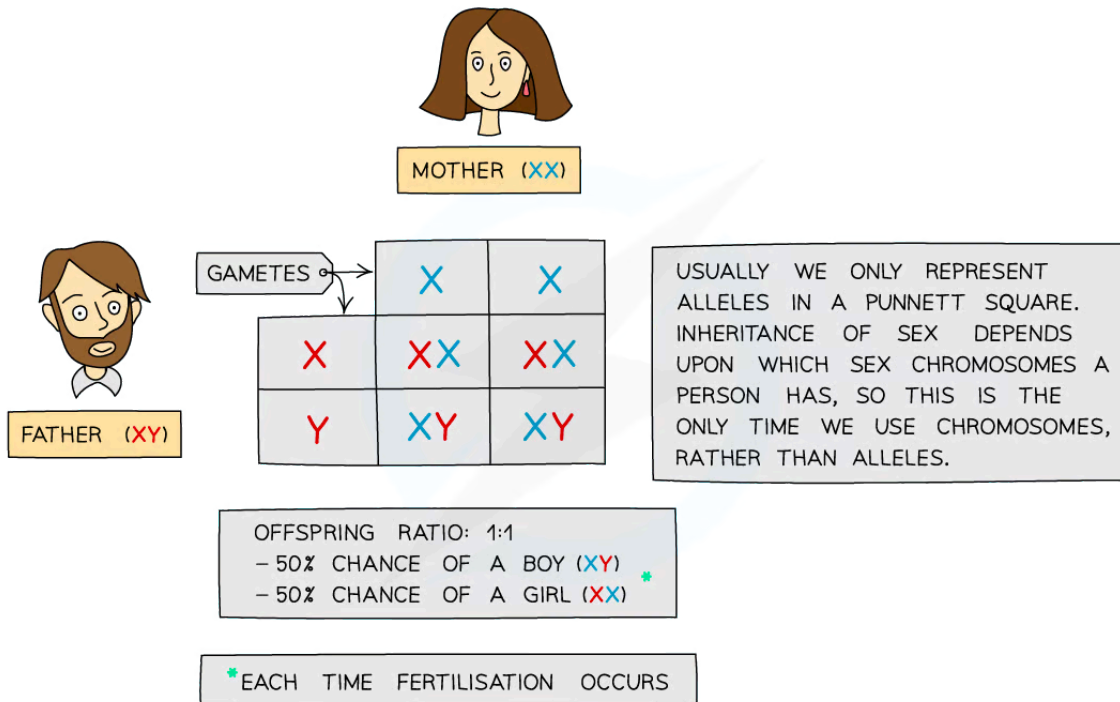 MOTHER (XX)
GAMETES
X X
X XX XX
Y XY XY
FATHER (XY)
USUALLY WE ONLY REPRESENT
ALLELES IN A PUNNETT SQUARE.
INHERITANCE OF SEX DEPENDS
UPON WHICH SEX CHROMOSOMES A
PERSON HAS, SO THIS IS THE
ONLY TIME WE USE CHROMOSOMES,
RATHER THAN ALLELES.
OFFSPRING RATIO: 1:1
– 50% CHANCE OF A BOY (XY)
– 50% CHANCE OF A GIRL (XX) *
*EACH TIME FERTILISATION OCCURS